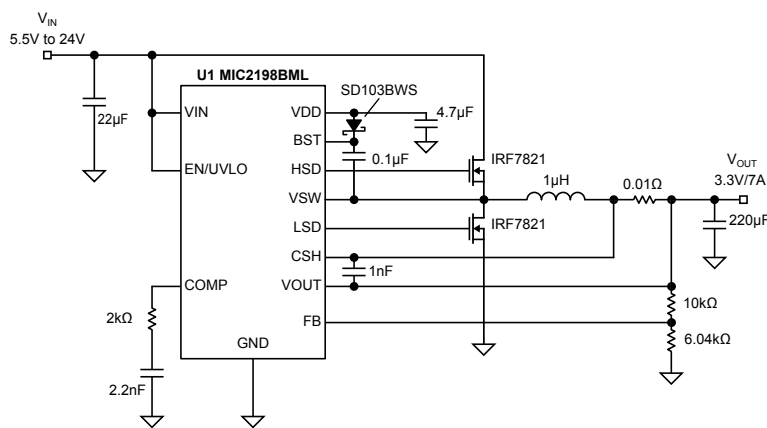 VIN
5.5V to 24V
U1 MIC2198BML
SD103BWS
VIN
VDD
4.7µF
22µF
BST
0.1µF
IRF7821
EN/UVLO
HSD
VOUT
3.3V/7A
1µH
0.01Ω
VSW
IRF7821
LSD
220µF
CSH
1nF
COMP
VOUT
10kΩ
2kΩ
FB
6.04kΩ
GND
2.2nF